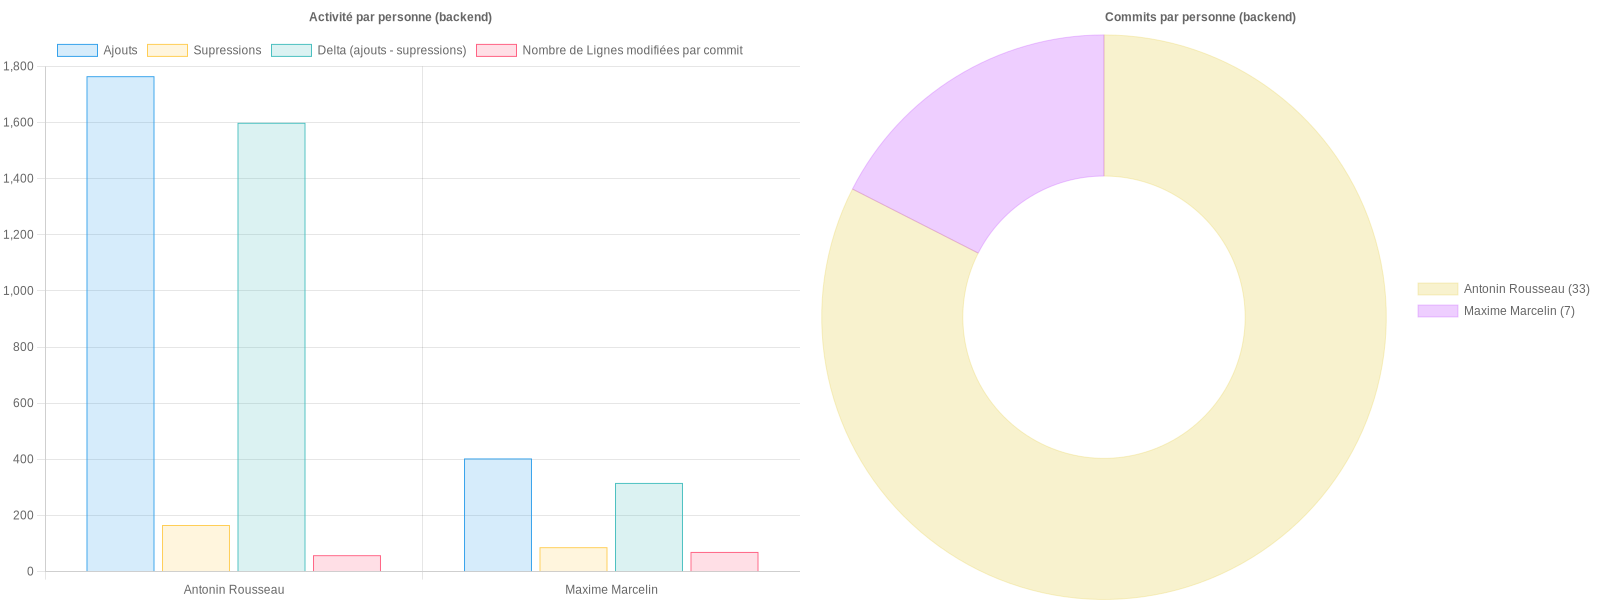 Activité par personne (backend)
Ajouts Supressions Delta (ajouts - supressions) Nombre de Lignes modifiées par commit
1,800
1,600
1,400
1,200
1,000
800
600
400
200
0
Antonin Rousseau Maxime Marcelin
Commits par personne (backend)
Antonin Rousseau (33)
Maxime Marcelin (7)